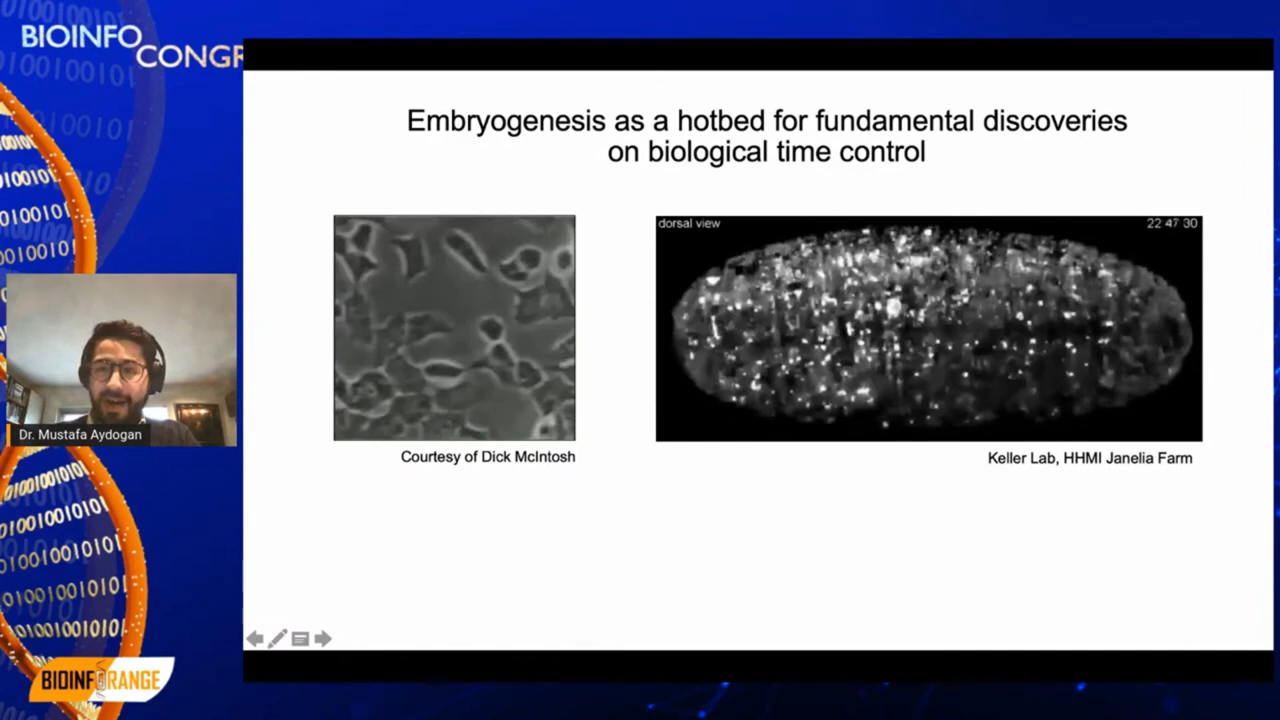 BIOINFO
CONGR
Embryogenesis as a hotbed for fundamental discoveries
on biological time control
dorsal view
22 47 30
Courtesy of Dick McIntosh
Keller Lab, HHMI Janelia Farm
Dr. Mustafa Aydogan
BIOINFORANGE